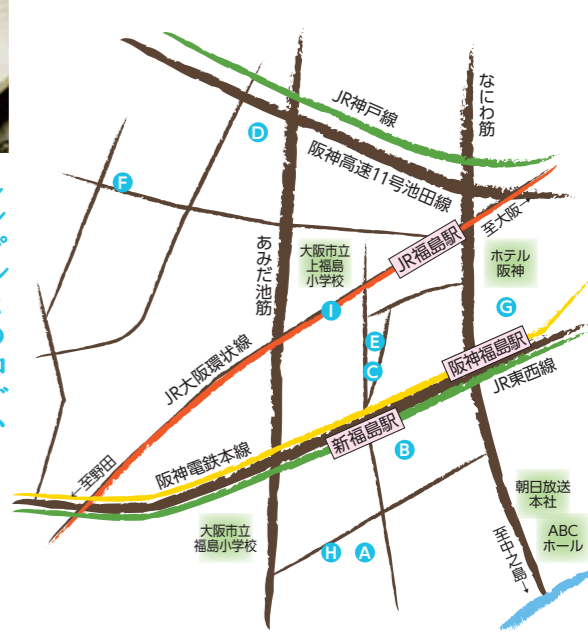 なにわ筋
JR神戸線
D
阪神高速11号池田線
F
至大阪→
あみだ池筋
大阪市立
上福島
小学校
JR福島駅
ホテル
阪神
I
G
E
JR大阪環状線
C
阪神福島駅
JR東西線
新福島駅
B
←至野田
阪神電鉄本線
朝日放送
本社
大阪市立
福島小学校
H
A
ABC
ホール
至中之島→